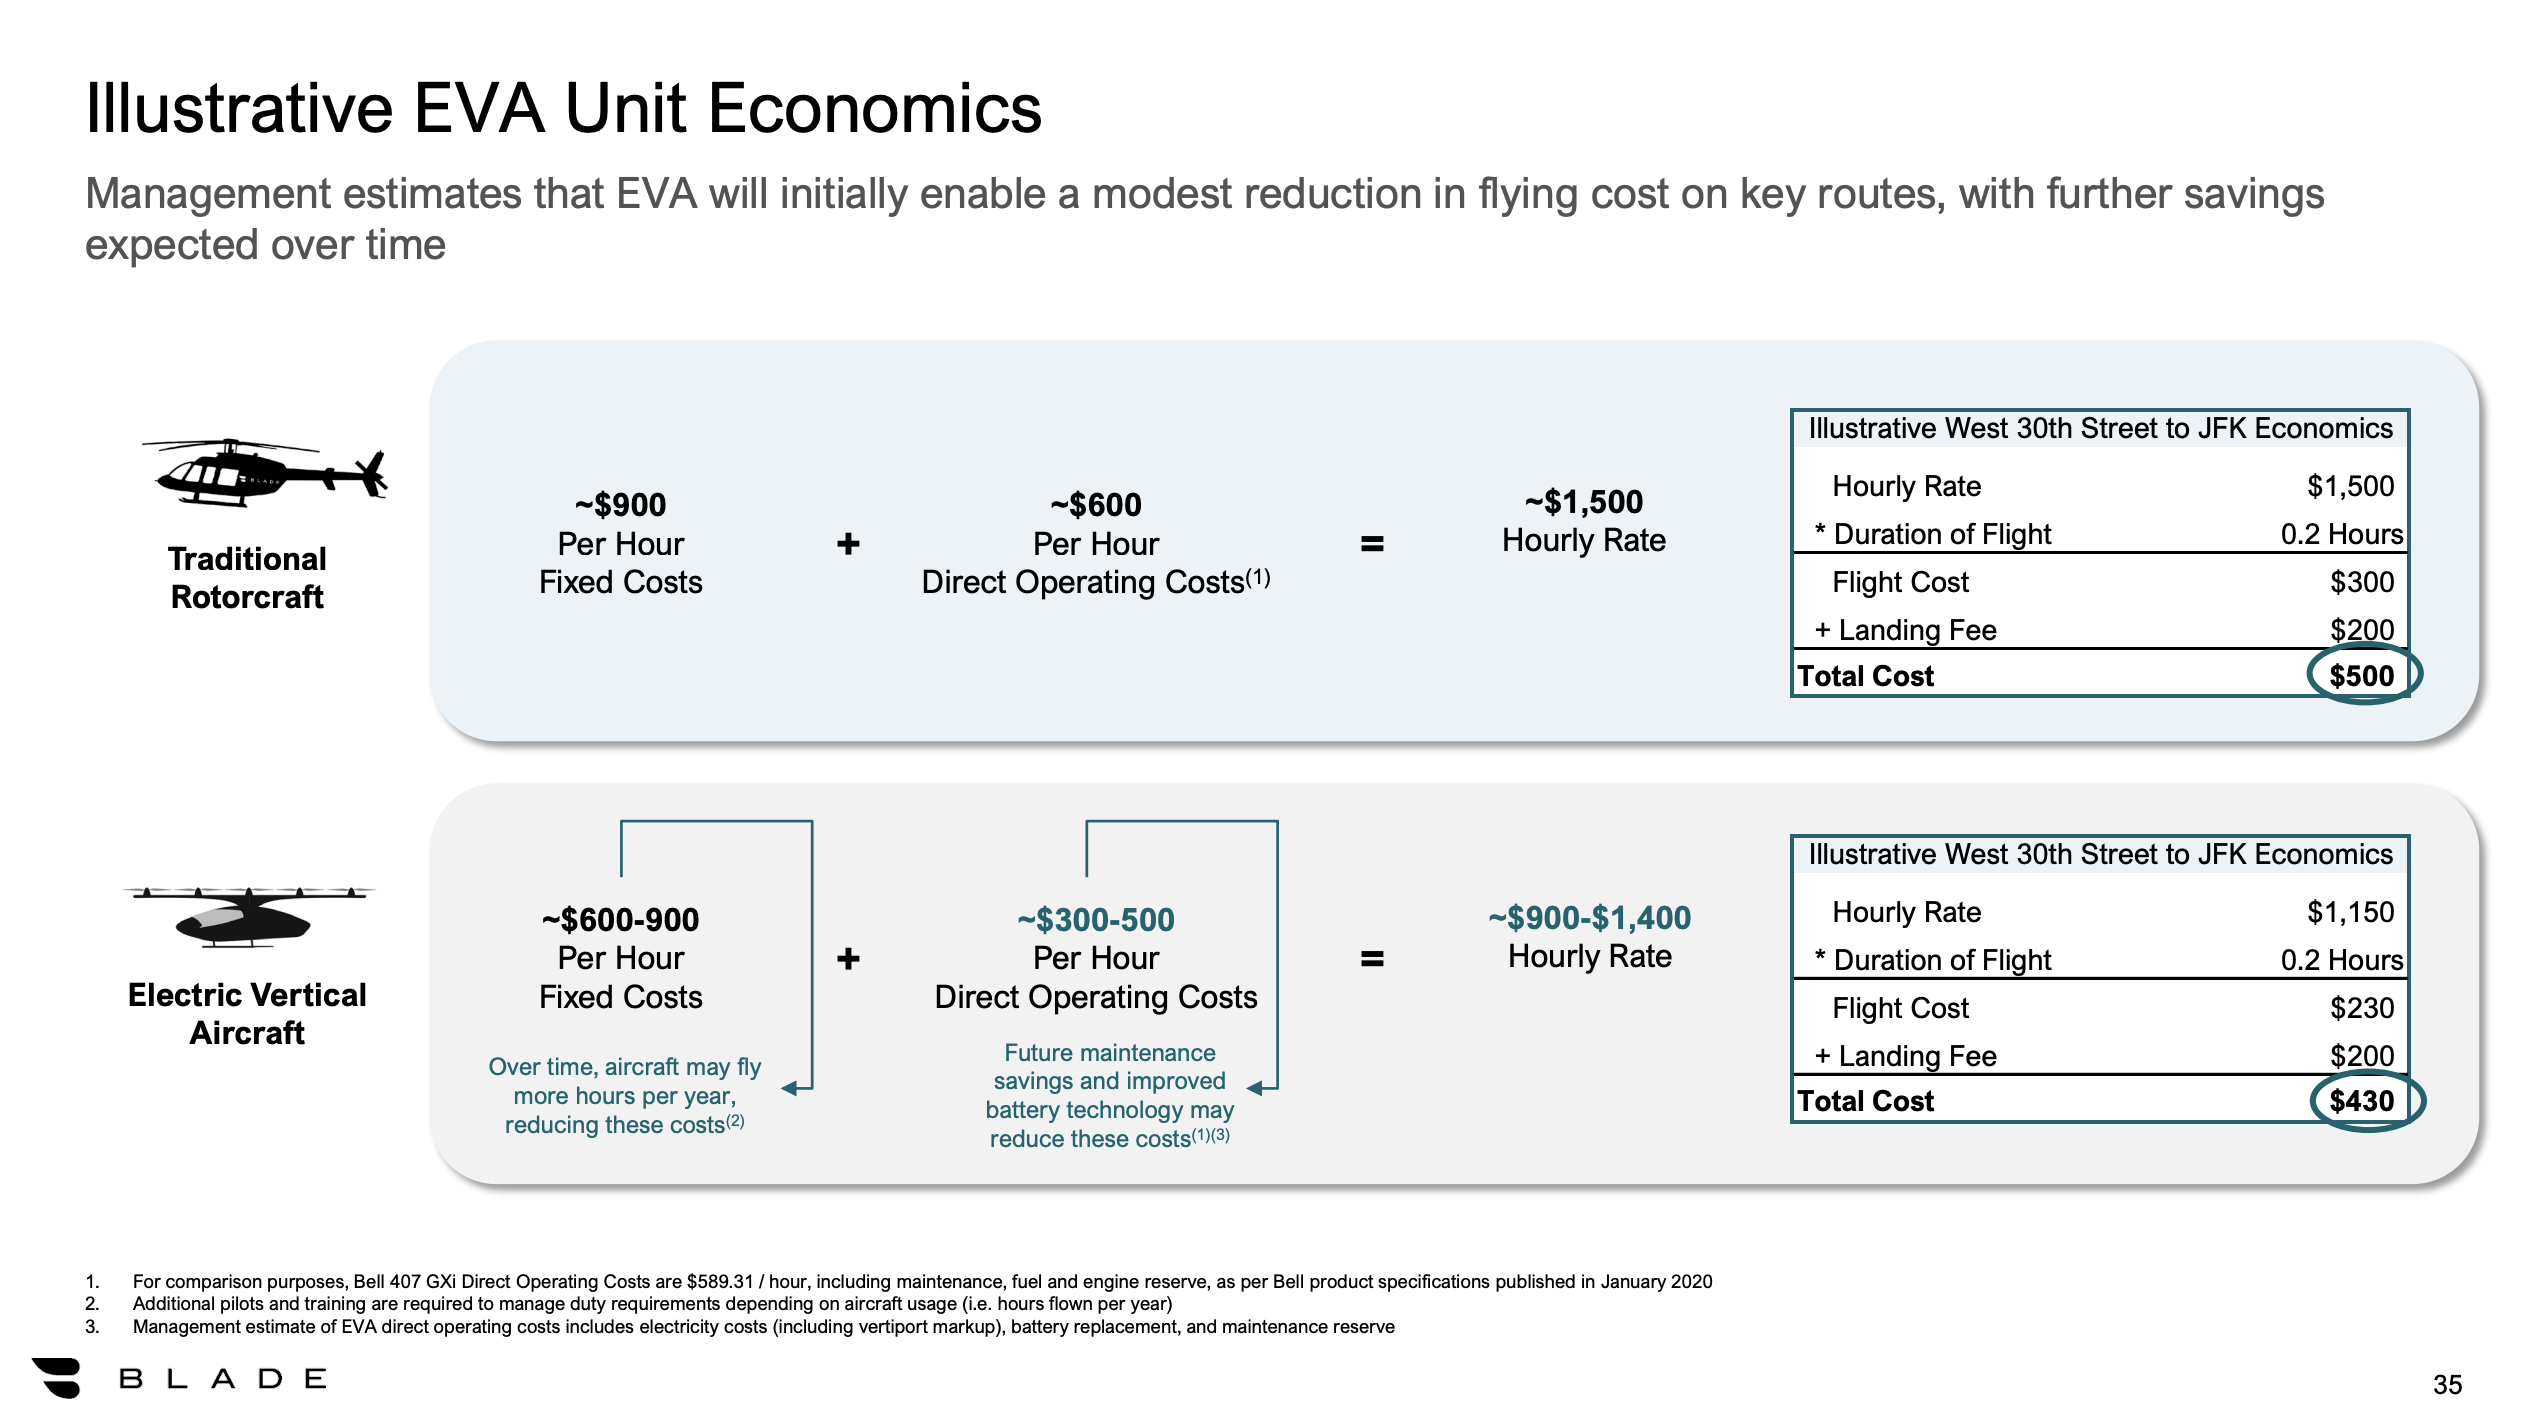 Illustrative EVA Unit Economics
Management estimates that EVA will initially enable a modest reduction in flying cost on key routes, with further savings
expected over time
Traditional
Rotorcraft
~$900
Per Hour
Fixed Costs
+
~$600
Per Hour
Direct Operating Costs(1)
=
~$1,500
Hourly Rate
Illustrative West 30th Street to JFK Economics
Hourly Rate $1,500
* Duration of Flight 0.2 Hours
Flight Cost $300
+ Landing Fee $200
Total Cost $500
Electric Vertical
Aircraft
~$600-900
Per Hour
Fixed Costs
Over time, aircraft may fly
more hours per year,
reducing these costs(2)
+
~$300-500
Per Hour
Direct Operating Costs
Future maintenance
savings and improved
battery technology may
reduce these costs(1)(3)
=
~$900-$1,400
Hourly Rate
Illustrative West 30th Street to JFK Economics
Hourly Rate $1,150
* Duration of Flight 0.2 Hours
Flight Cost $230
+ Landing Fee $200
Total Cost $430
1. For comparison purposes, Bell 407 GXi Direct Operating Costs are $589.31 / hour, including maintenance, fuel and engine reserve, as per Bell product specifications published in January 2020
2. Additional pilots and training are required to manage duty requirements depending on aircraft usage (i.e. hours flown per year)
3. Management estimate of EVA direct operating costs includes electricity costs (including vertiport markup), battery replacement, and maintenance reserve
BLADE
35